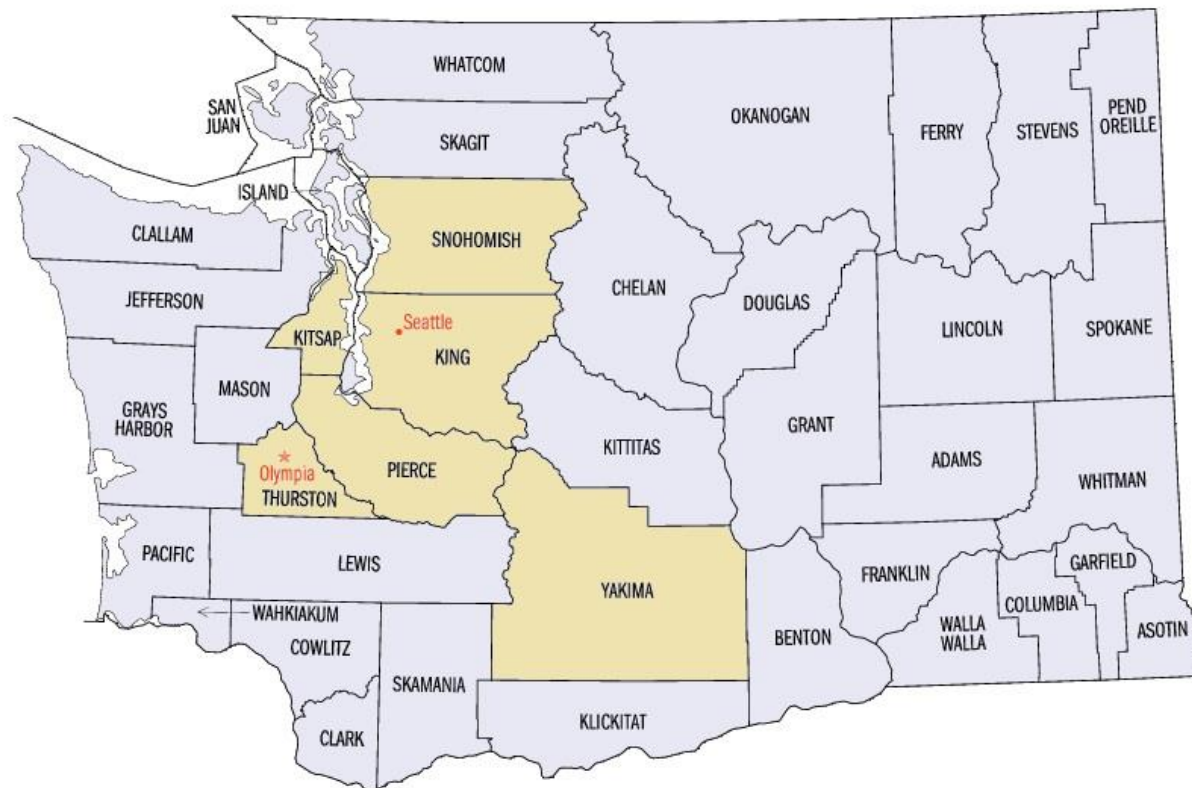 WHATCOM
OKANOGAN
PEND
OREILLE
SAN
JUAN
SKAGIT
FERRY
STEVENS
ISLAND
CLALLAM
SNOHOMISH
CHELAN
DOUGLAS
JEFFERSON
Seattle
LINCOLN
SPOKANE
KITSAP
KING
MASON
GRAYS
HARBOR
KITTITAS
GRANT
ADAMS
PIERCE
Olympia
THURSTON
WHITMAN
PACIFIC
LEWIS
YAKIMA
FRANKLIN
GARFIELD
COLUMBIA
WAHKIAKUM
WALLA
WALLA
ASOTIN
COWLITZ
BENTON
SKAMANIA
KLICKITAT
CLARK